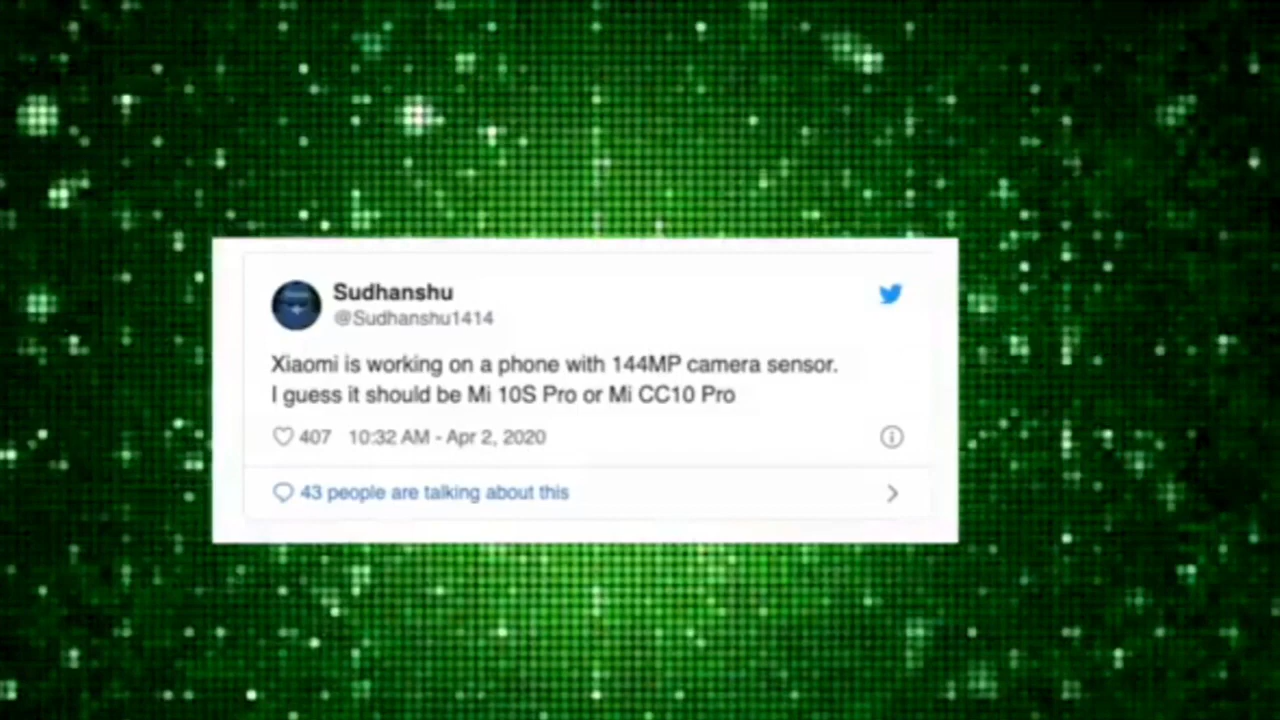 Sudhanshu
@Sudhanshu1414
Xiaomi is working on a phone with 144MP camera sensor.
I guess it should be Mi 10S Pro or Mi CC10 Pro
407 10:32 AM - Apr 2, 2020
43 people are talking about this